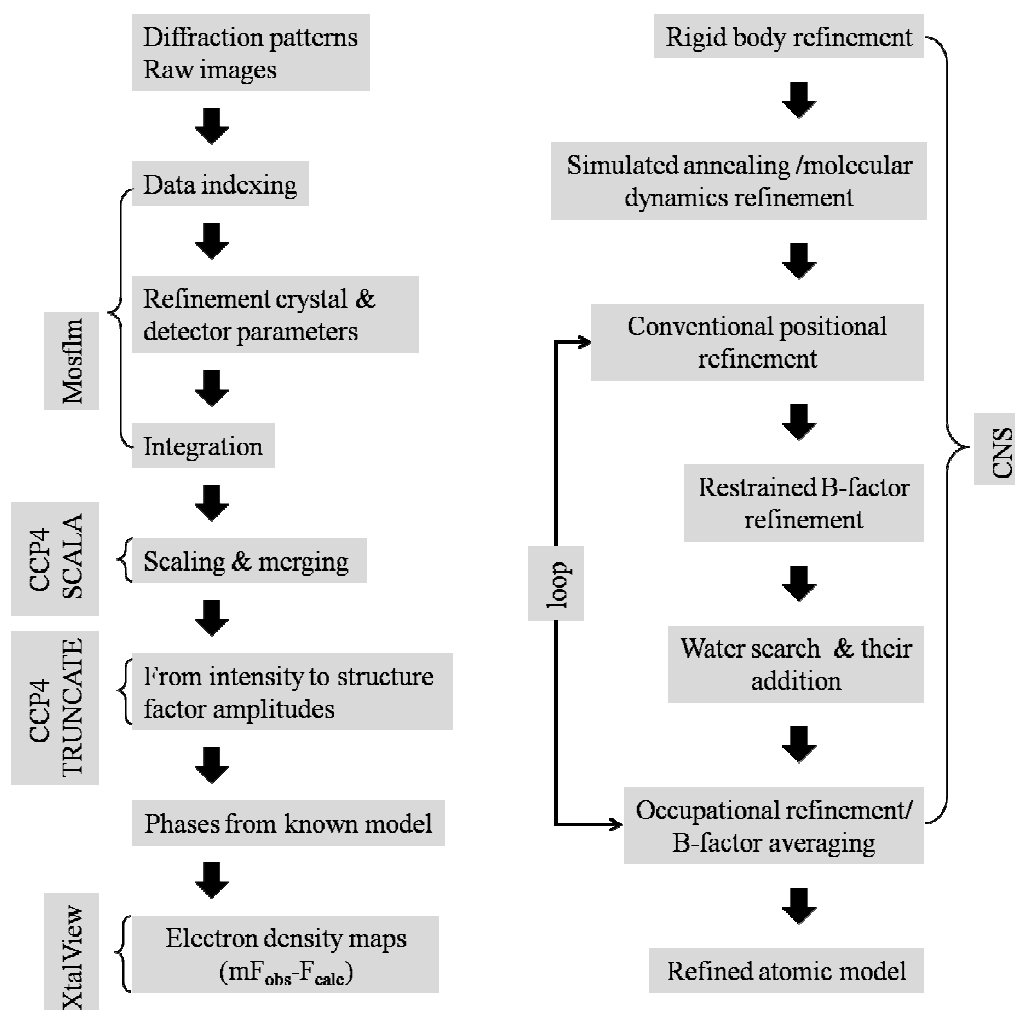 Diffraction patterns
Raw images
Data indexing
Refinement crystal &
detector parameters
Mosflm
Integration
CCP4
SCALA
Scaling & merging
CCP4
TRUNCATE
From intensity to structure
factor amplitudes
Phases from known model
XtalView
Electron density maps
(mFobs-Fcalc)
Rigid body refinement
Simulated annealing /molecular
dynamics refinement
Conventional positional
refinement
CNS
Restrained B-factor
refinement
loop
Water search & their
addition
Occupational refinement/
B-factor averaging
Refined atomic model